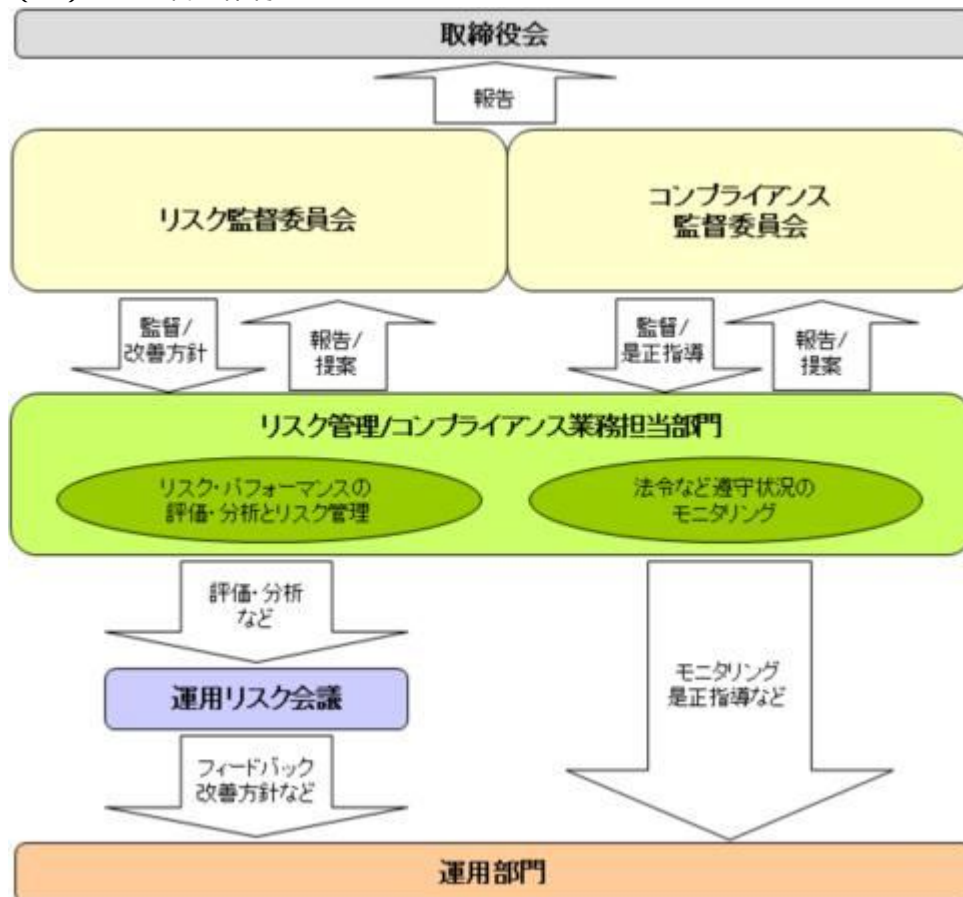 取締役会
報告
リスク監督委員会
コンプライアンス
監督委員会
監督/
改善方針
報告/
提案
監督/
是正指導
報告/
提案
リスク管理/コンプライアンス業務担当部門
リスク・パフォーマンスの
評価・分析とリスク管理
法令など遵守状況の
モニタリング
評価・分析
など
運用リスク会議
モニタリング
是正指導など
フィードバック
改善方針など
運用部門